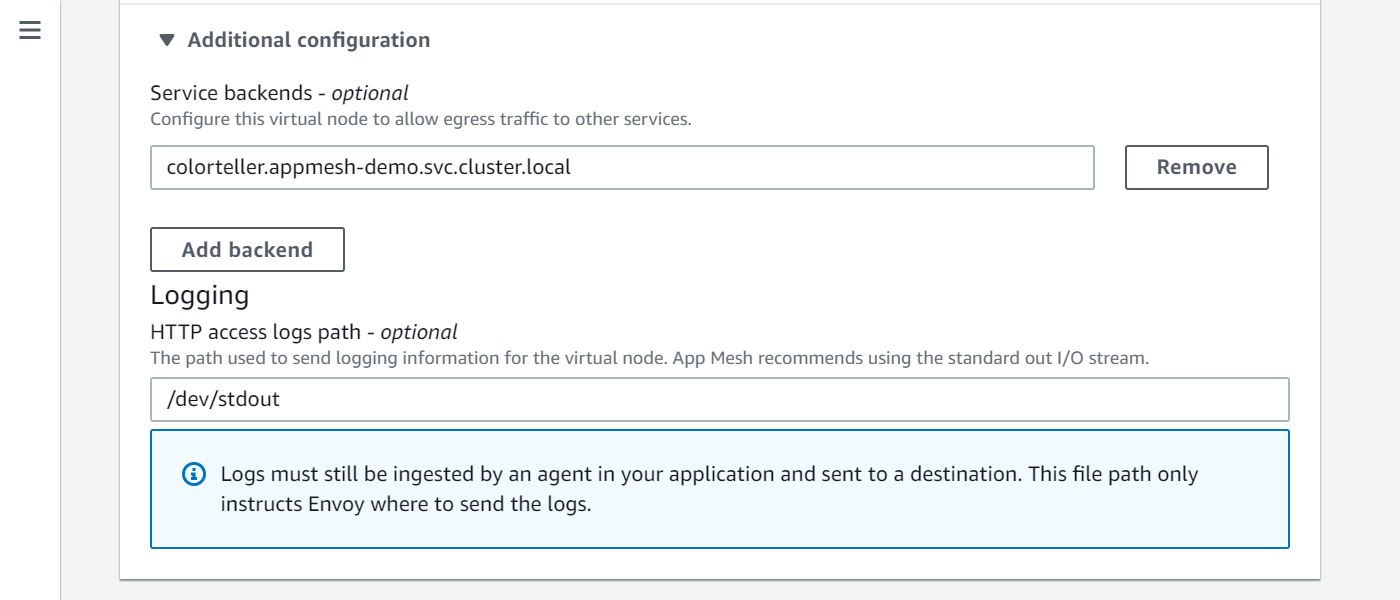 Additional configuration
Service backends - optional
Configure this virtual node to allow egress traffic to other services.
colorteller.appmesh-demo.svc.cluster.local
Remove
Add backend
Logging
HTTP access logs path - optional
The path used to send logging information for the virtual node. App Mesh recommends using the standard out I/O stream.
/dev/stdout
Logs must still be ingested by an agent in your application and sent to a destination. This file path only
instructs Envoy where to send the logs.